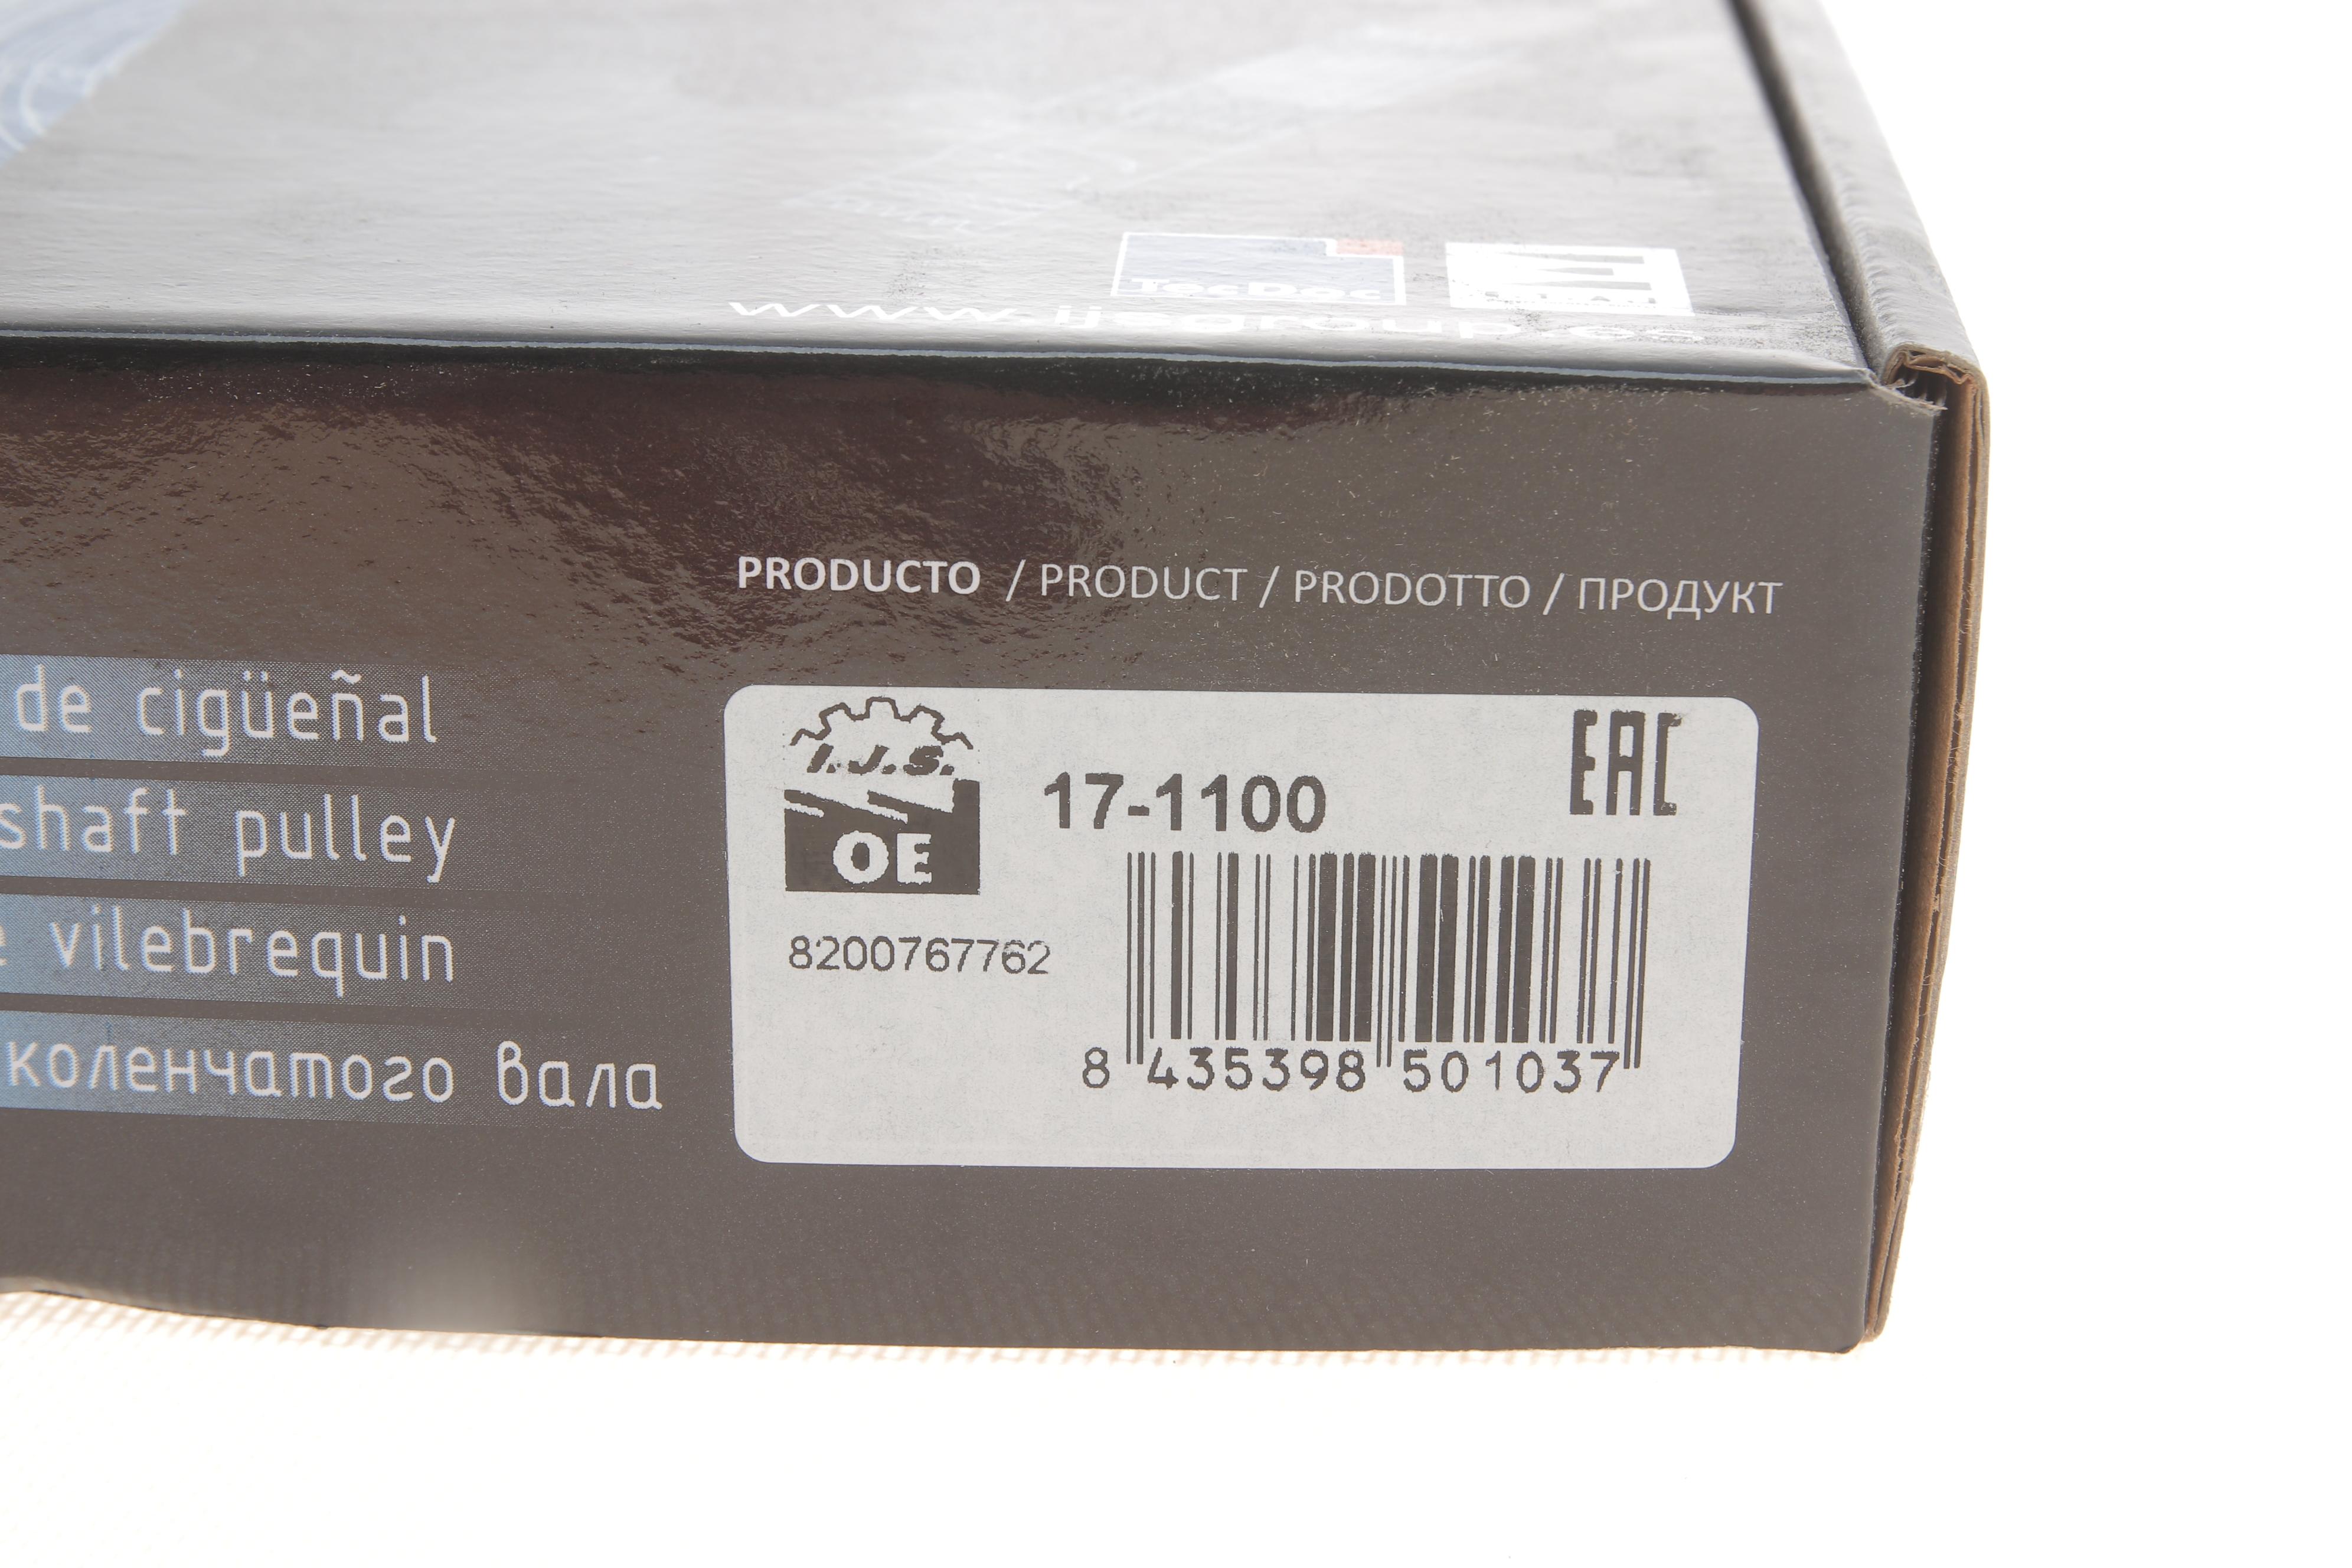 TecDoc
www.ijsgroup.es
PRODUCTO / PRODUCT / PRODOTTO / ПРОДУКТ
de cigüeñal
shaft pulley
e vilebrequin
коленчатого вала
I.J.S.
OE
17-1100
EAC
8200767762
8 435398 501037